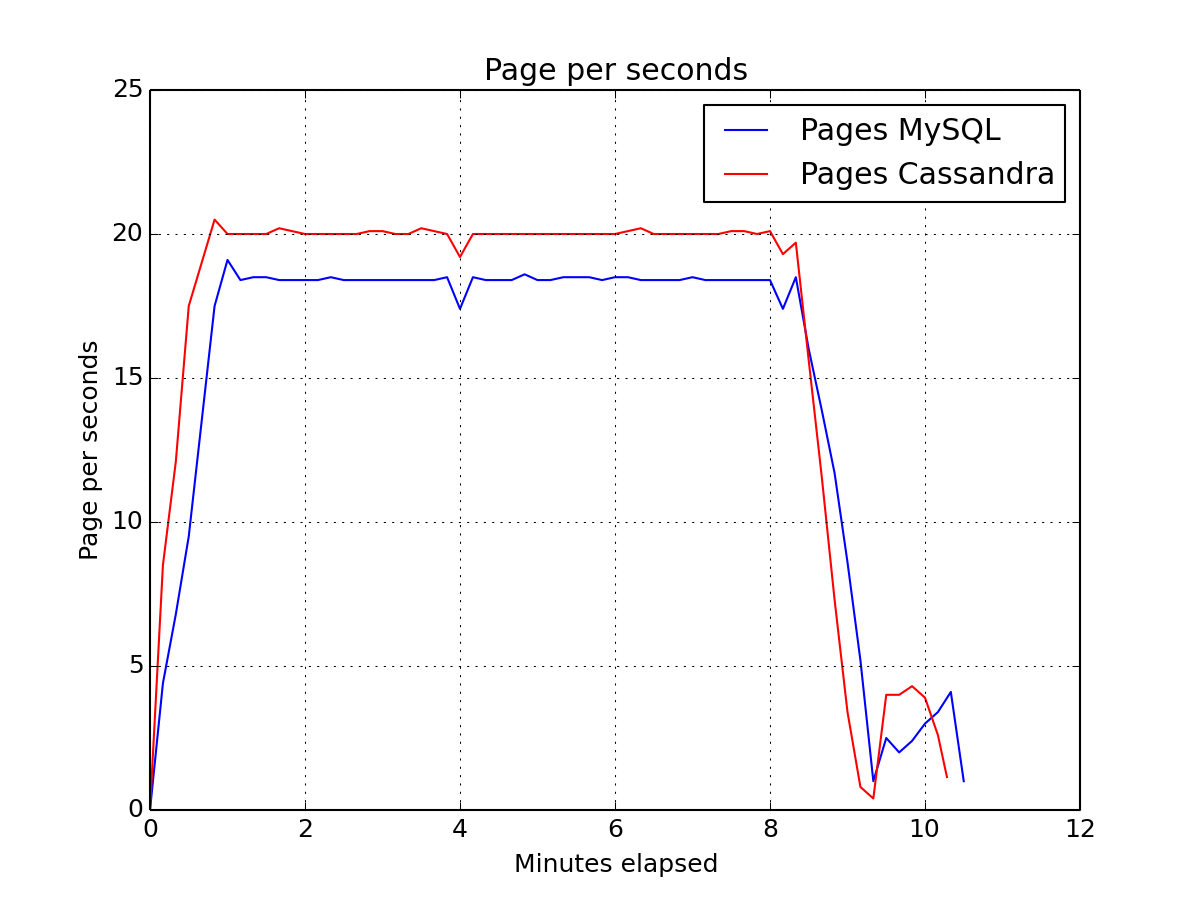 Page per seconds
Pages MySQL
Pages Cassandra
Page per seconds
25
20
15
10
5
0
0 2 4 6 8 10 12
Minutes elapsed